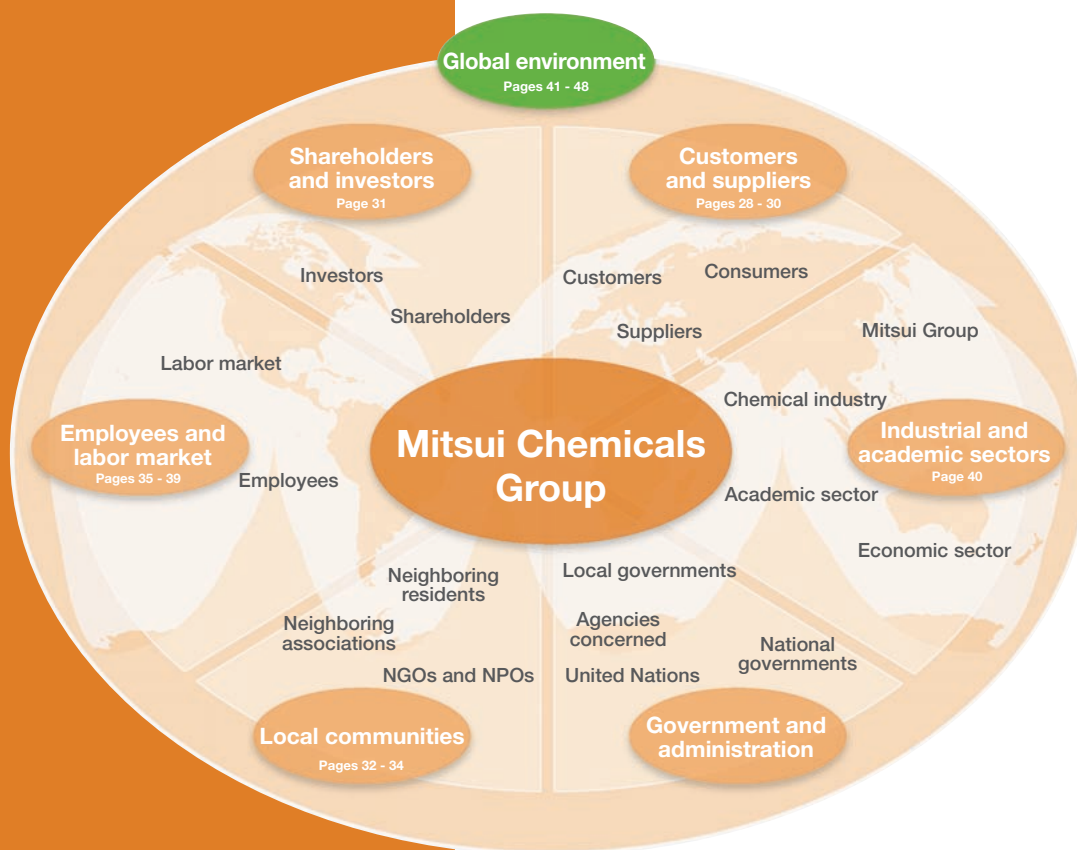 Global environment
Pages 41 - 48
Shareholders
and investors
Page 31
Customers
and suppliers
Pages 28 - 30
Investors
Shareholders
Customers
Consumers
Suppliers
Mitsui Group
Labor market
Chemical industry
Employees and
labor market
Pages 35 - 39
Employees
Mitsui Chemicals
Group
Industrial and
academic sectors
Page 40
Academic sector
Economic sector
Neighboring
residents
Neighboring
associations
NGOs and NPOs
Local governments
Agencies
concerned
United Nations
National
governments
Local communities
Pages 32 - 34
Government and
administration